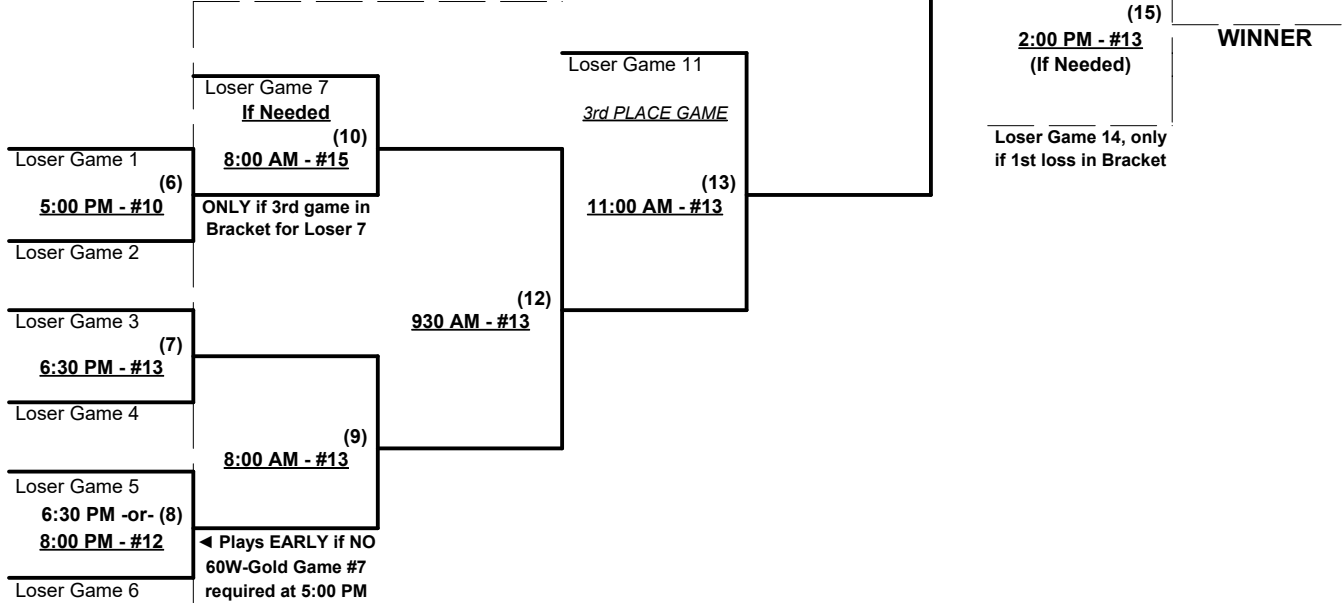 (15)
2:00 PM - #13
(If Needed)
WINNER
Loser Game 14, only
if 1st loss in Bracket
Loser Game 11
3rd PLACE GAME
(13)
11:00 AM - #13
Loser Game 7
If Needed
(10)
8:00 AM - #15
ONLY if 3rd game in
Bracket for Loser 7
Loser Game 1
(6)
5:00 PM - #10
Loser Game 2
(12)
930 AM - #13
Loser Game 3
(7)
6:30 PM - #13
Loser Game 4
(9)
8:00 AM - #13
Loser Game 5
6:30 PM -or- (8)
8:00 PM - #12
Loser Game 6
◄ Plays EARLY if NO
60W-Gold Game #7
required at 5:00 PM